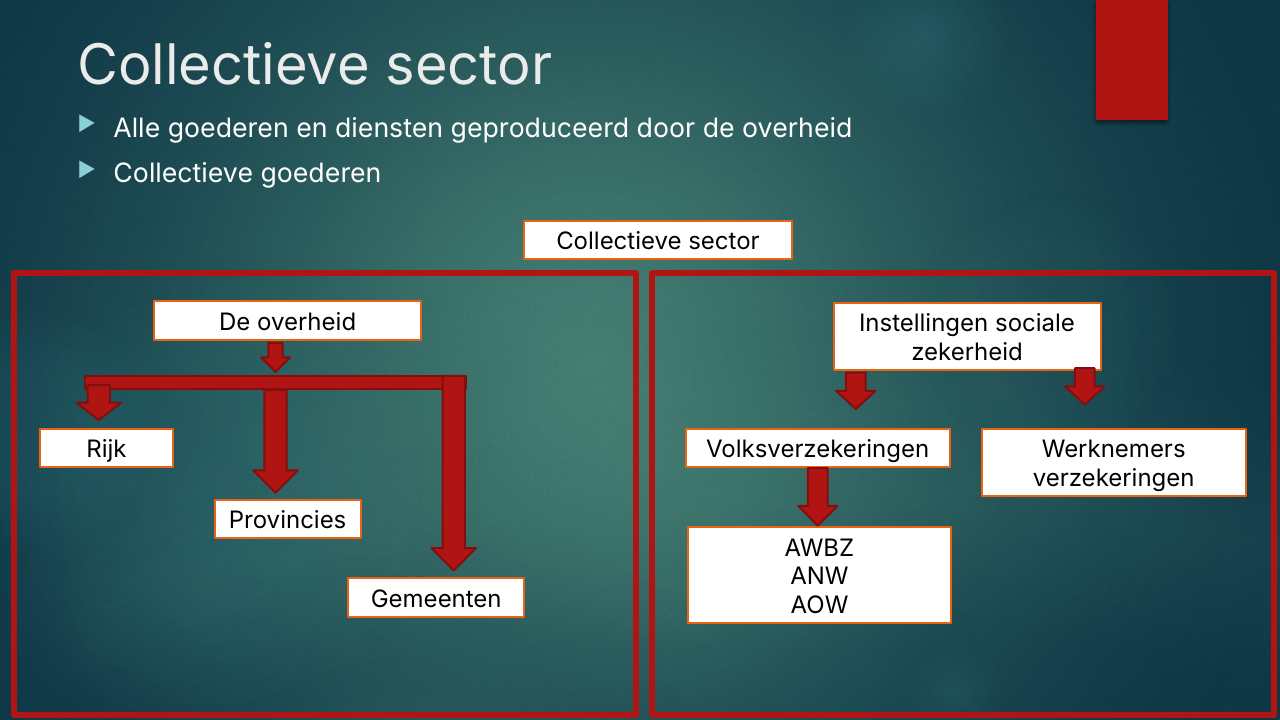 Collectieve sector
Alle goederen en diensten geproduceerd door de overheid
Collectieve goederen
Collectieve sector
De overheid
Rijk
Provincies
Gemeenten
Instellingen sociale
zekerheid
Volksverzekeringen
Werknemers
verzekeringen
AWBZ
ANW
AOW